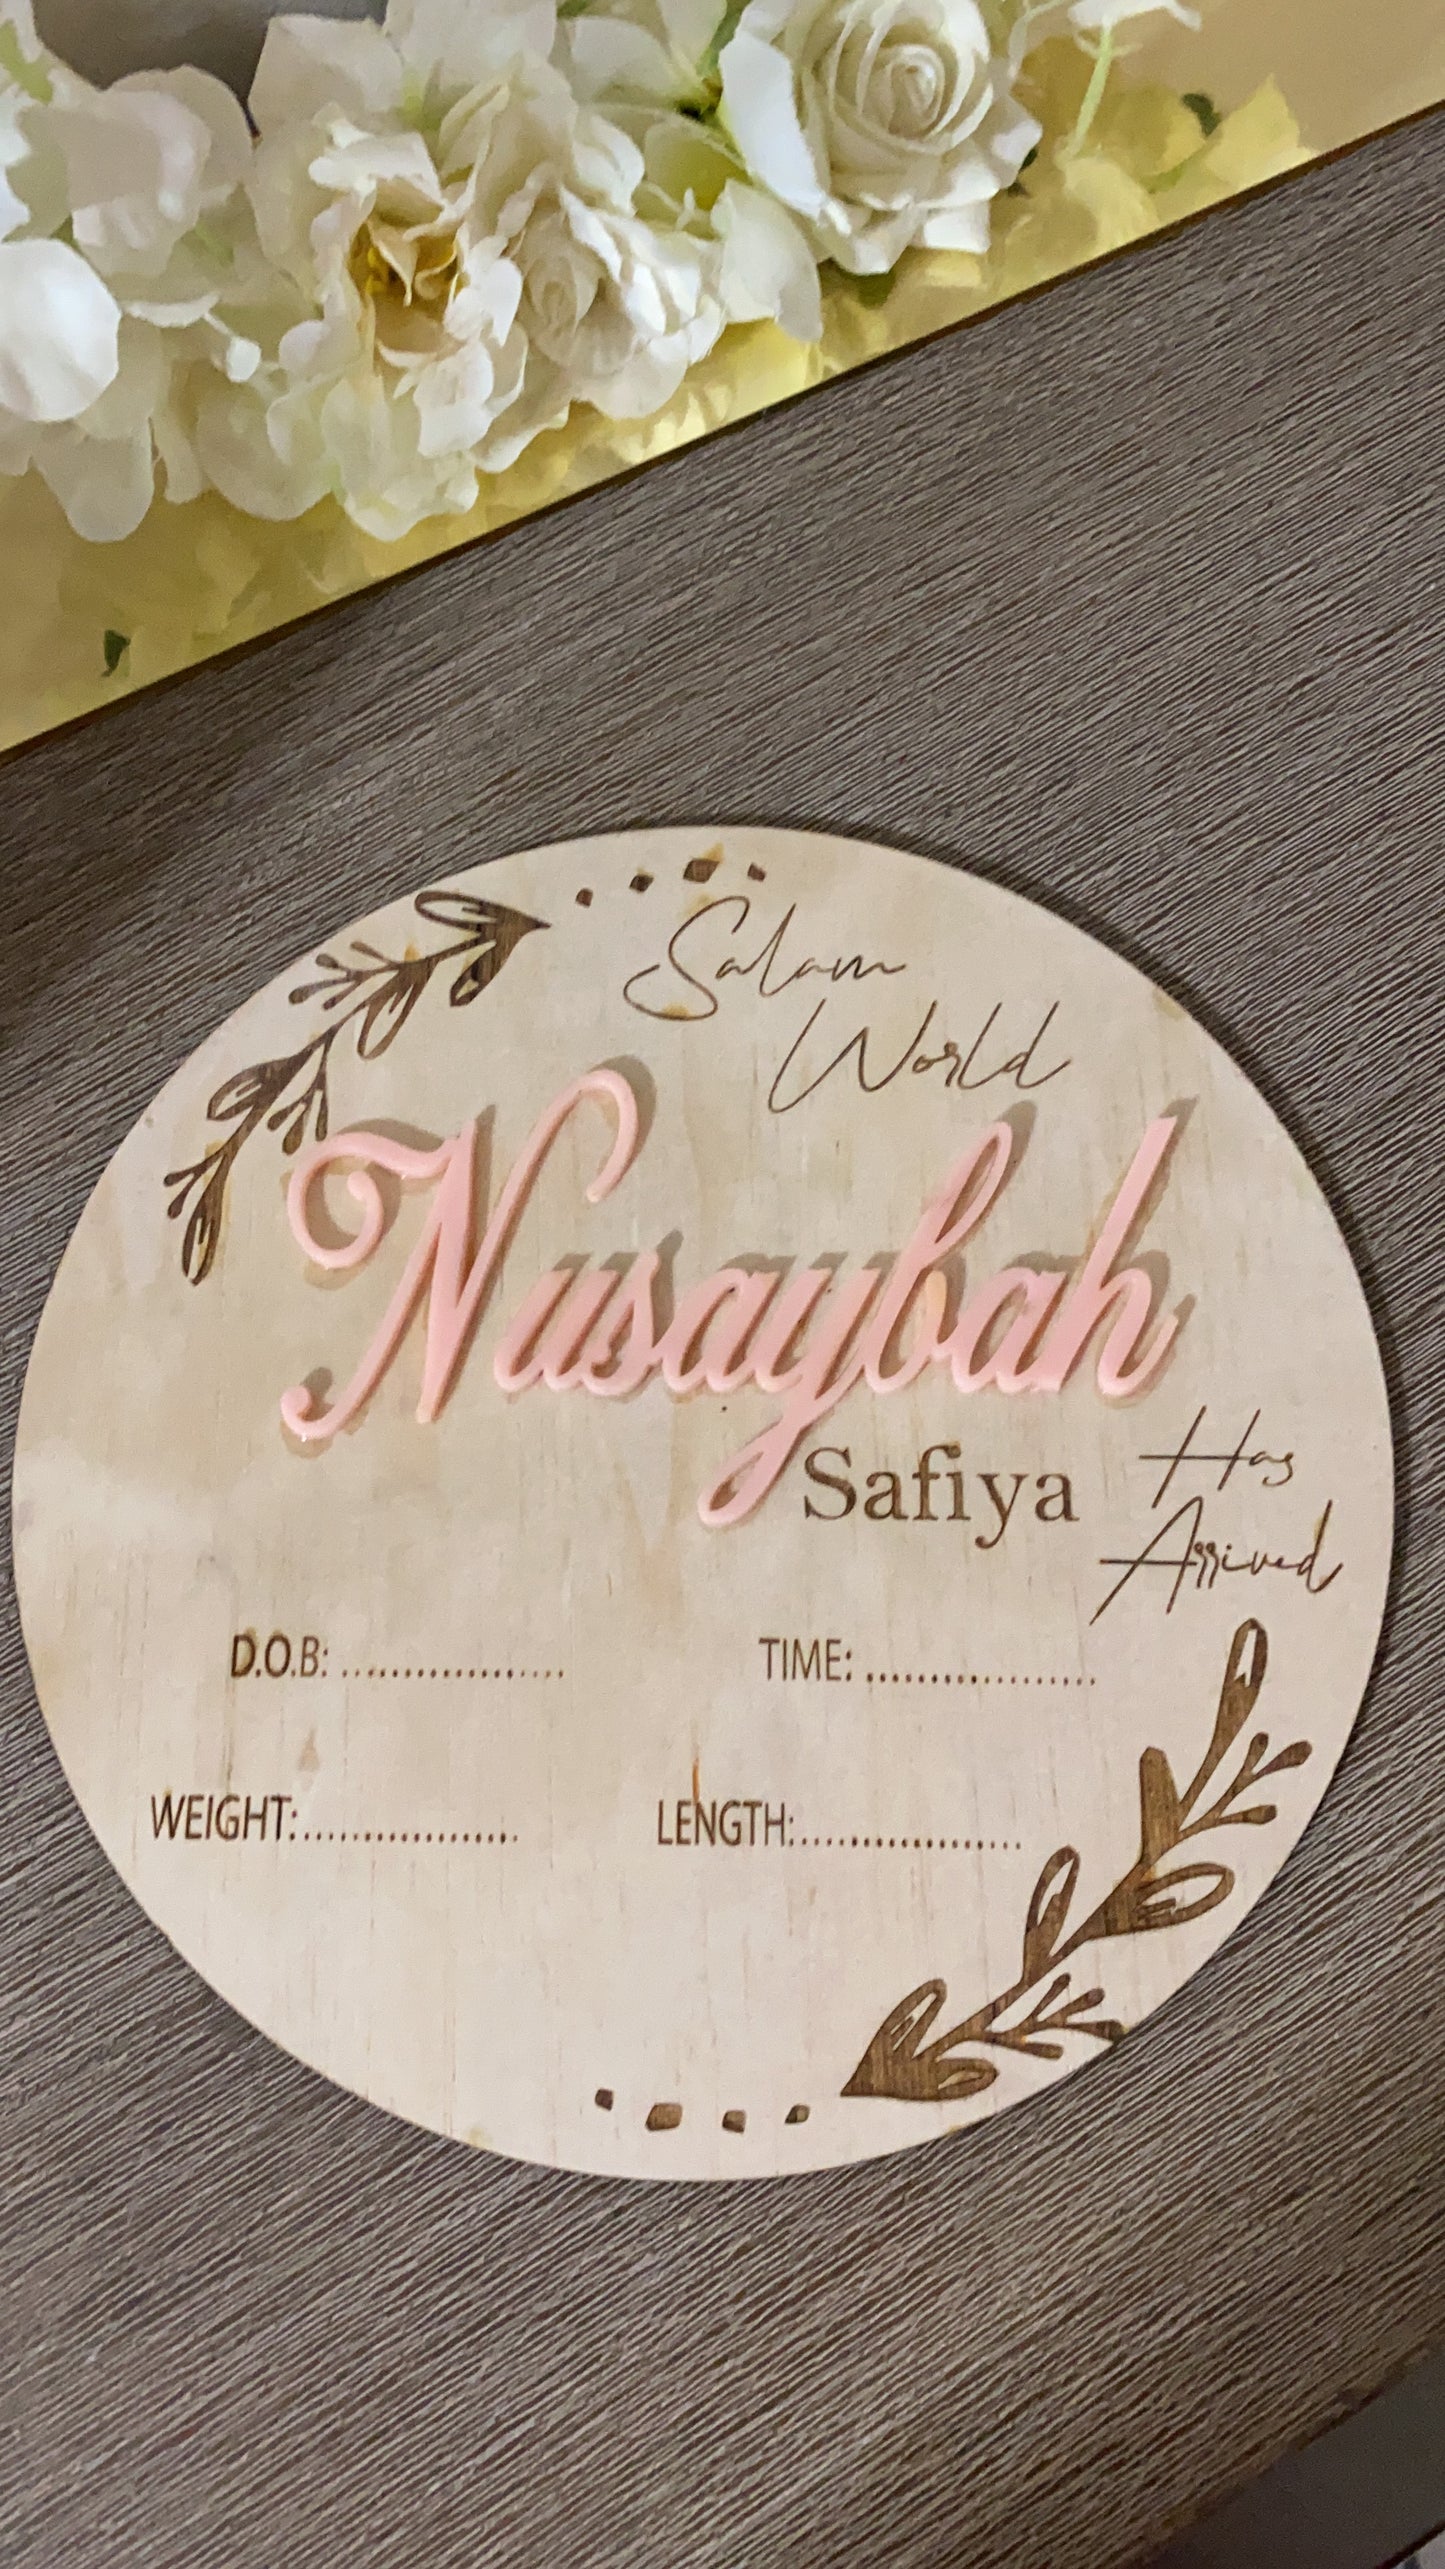 Salam
World
Nusaybah
Safiya
Has
Arrived
D.O.B: ..................
TIME: ..................
WEIGHT:..................
LENGTH:..................